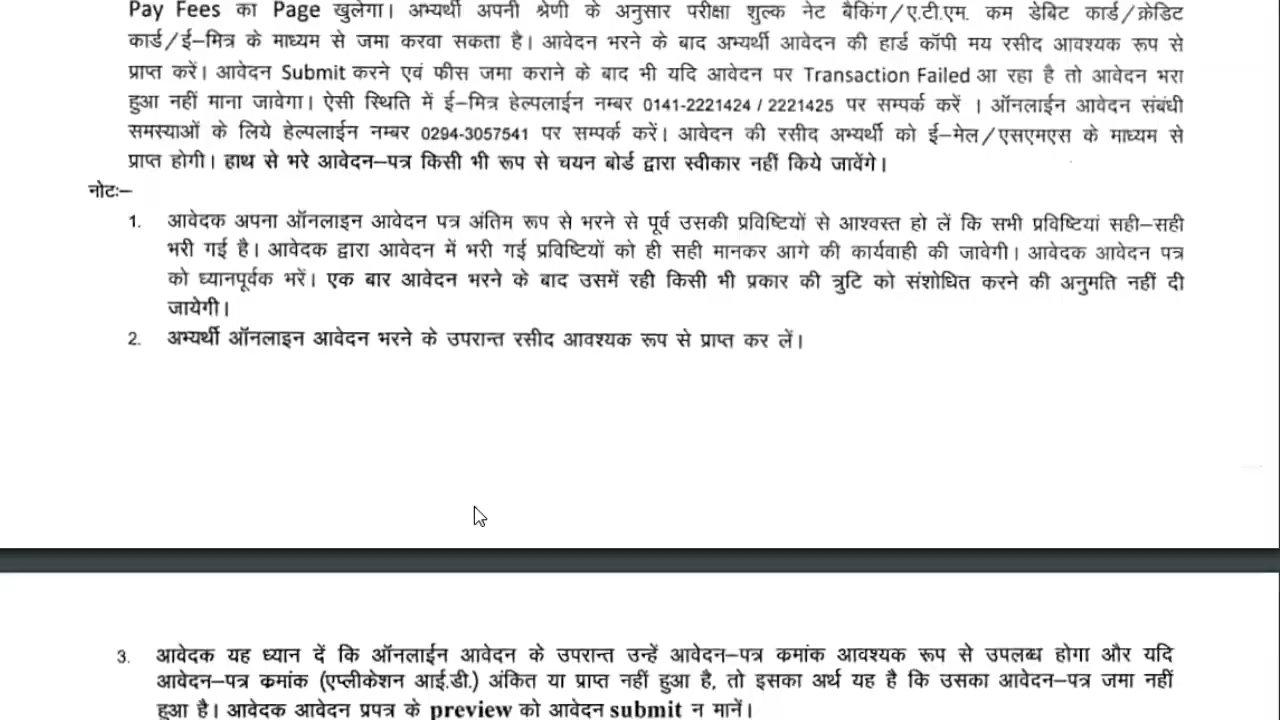 Pay Fees का Page खुलेगा। अभ्यर्थी अपनी श्रेणी के अनुसार परीक्षा शुल्क नेट बैकिंग/ए.टी.एम. कम डेबिट कार्ड/क्रेडिट
कार्ड/ई–मित्र के माध्यम से जमा करवा सकता है। आवेदन भरने के बाद अभ्यर्थी आवेदन की हार्ड कॉपी मय रसीद आवश्यक रूप से
प्राप्त करें। आवेदन Submit करने एवं फीस जमा कराने के बाद भी यदि आवेदन पर Transaction Failed आ रहा है तो आवेदन भरा
हुआ नहीं माना जावेगा। ऐसी स्थिति में ई–मित्र हेल्पलाईन नम्बर 0141-2221424 / 2221425 पर सम्पर्क करें । ऑनलाईन आवेदन संबंधी
समस्याओं के लिये हेल्पलाईन नम्बर 0294-3057541 पर सम्पर्क करें। आवेदन की रसीद अभ्यर्थी को ई–मेल/एसएमएस के माध्यम से
प्राप्त होगी। हाथ से भरे आवेदन–पत्र किसी भी रूप से चयन बोर्ड द्वारा स्वीकार नहीं किये जावेंगे।
नोटः–
1. आवेदक अपना ऑनलाइन आवेदन पत्र अंतिम रूप से भरने से पूर्व उसकी प्रविष्टियों से आश्वस्त हो लें कि सभी प्रविष्टियां सही–सही
भरी गई है। आवेदक द्वारा आवेदन में भरी गई प्रविष्टियों को ही सही मानकर आगे की कार्यवाही की जावेगी। आवेदक आवेदन पत्र
को ध्यानपूर्वक भरें। एक बार आवेदन भरने के बाद उसमें रही किसी भी प्रकार की त्रुटि को संशोधित करने की अनुमति नहीं दी
जायेगी।
2. अभ्यर्थी ऑनलाइन आवेदन भरने के उपरान्त रसीद आवश्यक रूप से प्राप्त कर लें।
3. आवेदक यह ध्यान दें कि ऑनलाईन आवेदन के उपरान्त उन्हें आवेदन–पत्र कमांक आवश्यक रूप से उपलब्ध होगा और यदि
आवेदन–पत्र क्रमांक (एप्लीकेशन आई.डी.) अंकित या प्राप्त नहीं हुआ है, तो इसका अर्थ यह है कि उसका आवेदन–पत्र जमा नहीं
हुआ है। आवेदक आवेदन प्रपत्र के preview को आवेदन submit न मानें।